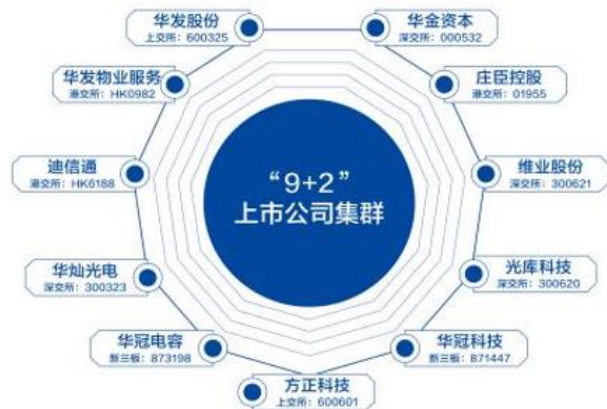 华发股份
上交所：600325
华金资本
深交所：000532
华发物业服务
港交所：HK0982
庄臣控股
港交所：01955
迪信通
港交所：HK6188
“9+2”
上市公司集群
维业股份
深交所：300621
华灿光电
深交所：300323
光库科技
深交所：300620
华冠电容
新三板：873198
华冠科技
新三板：871447
方正科技
上交所：600601